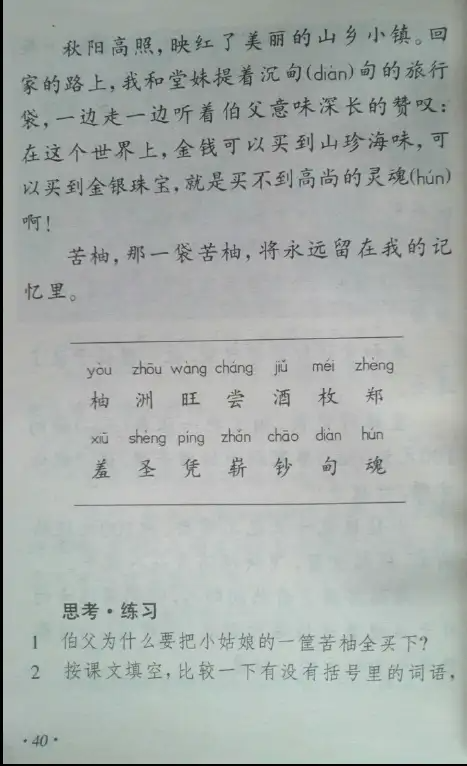 秋阳高照，映红了美丽的山乡小镇。回
家的路上，我和堂妹提着沉甸(diān)甸的旅行
袋，一边走一边听着伯父意味深长的赞叹：
在这个世界上，金钱可以买到山珍海味，可
以买到金银珠宝，就是买不到高尚的灵魂(hún)
啊！
苦柚，那一袋苦柚，将永远留在我的记
忆里。
yòu zhōu wàng cháng jiǔ méi zhèng
柚 洲 旺 尝 酒 枚 郑
xiū shèng píng zhǎn chāo diàn hún
羞 圣 凭 崭 钞 甸 魂
思考·练习
1 伯父为什么要把小姑娘的一筐苦柚全买下？
2 按课文填空，比较一下有没有括号里的词语，
·40·